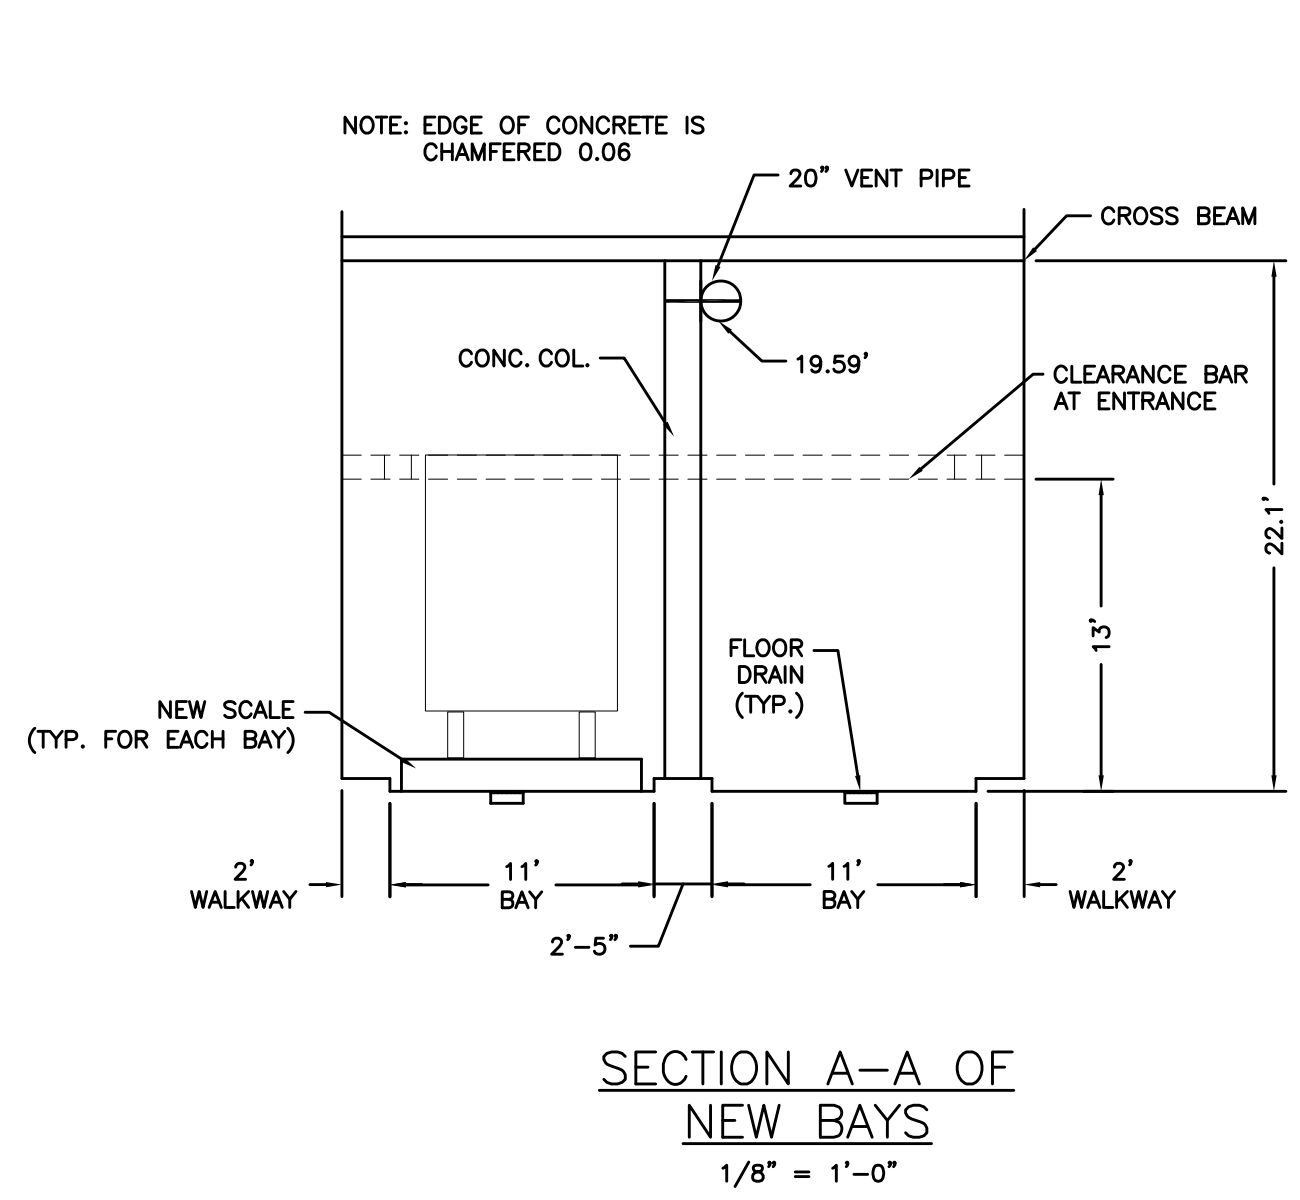 NOTE: EDGE OF CONCRETE IS
CHAMFERED 0.06
20" VENT PIPE
CROSS BEAM
CONC. COL.
19.59'
CLEARANCE BAR
AT ENTRANCE
22.1'
13'
FLOOR
DRAIN
(TYP.)
NEW SCALE
(TYP. FOR EACH BAY)
2'
WALKWAY
11'
BAY
11'
BAY
2'
WALKWAY
2'-5"
SECTION A-A OF
NEW BAYS
1/8" = 1'-0"